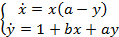 ẋ = x(a − y)
ẏ = 1 + bx + ay